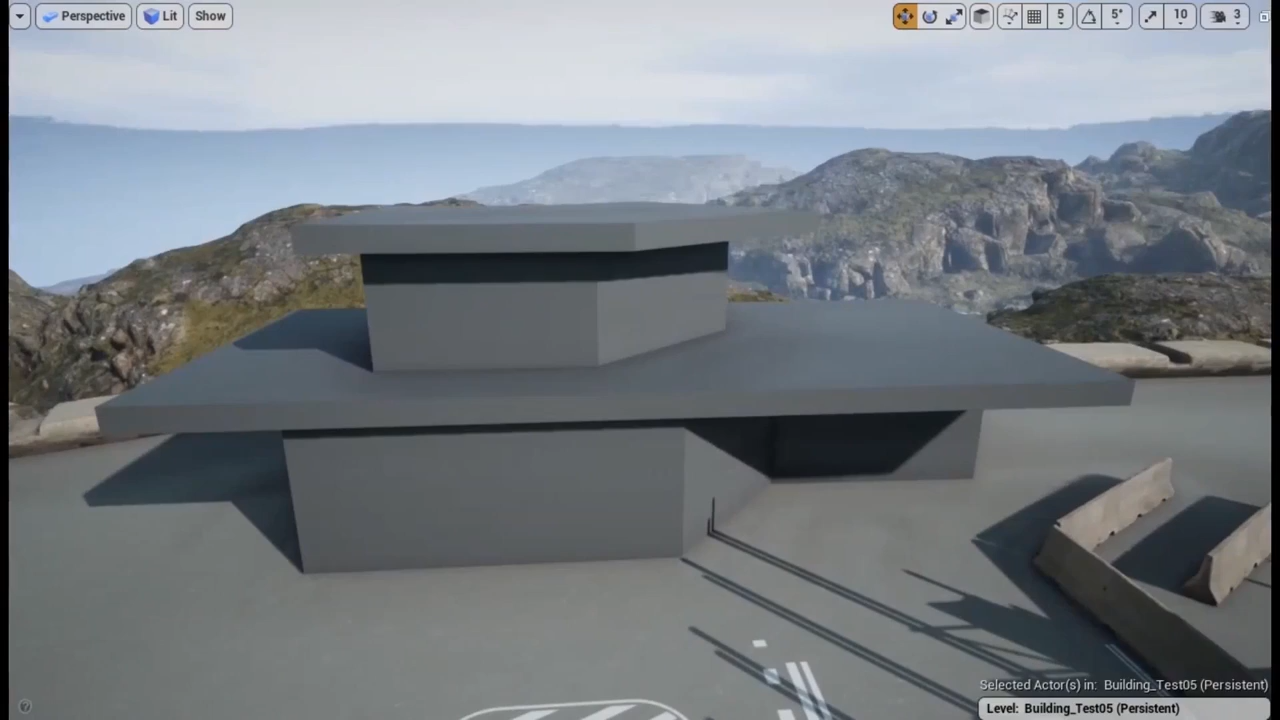 Perspective Lit Show 5 5° 10 3
Selected Actor(s) in: Building_Test05 (Persistent)
Level: Building_Test05 (Persistent)